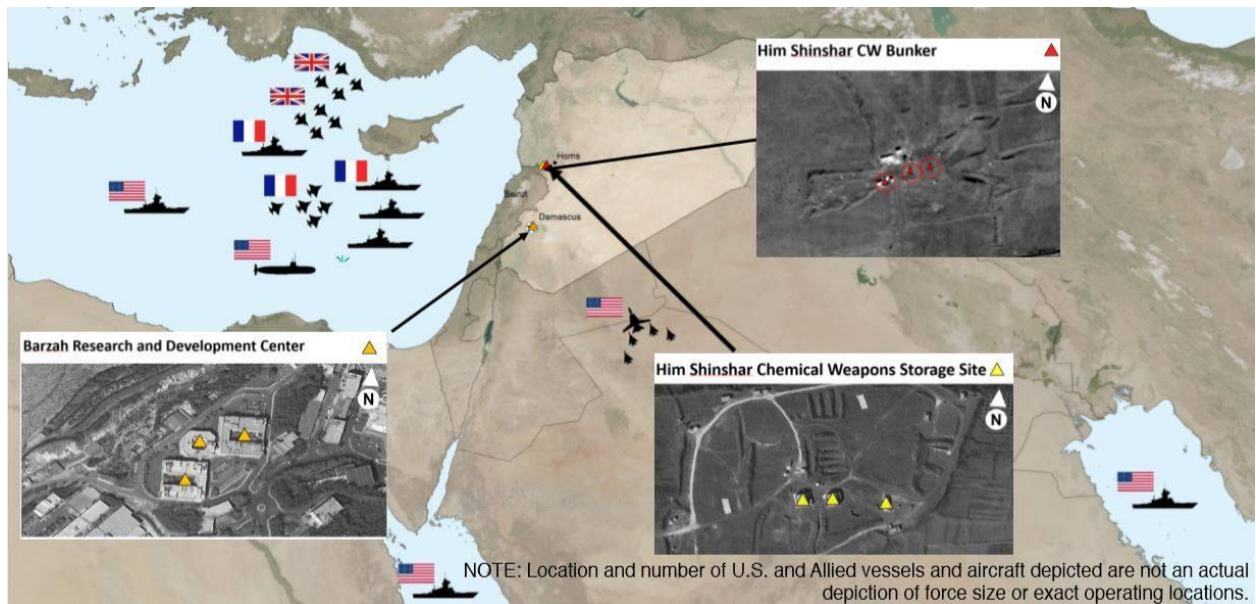 Him Shinshar CW Bunker
N
Homs
Beirut
Damascus
Barzah Research and Development Center
N
Him Shinshar Chemical Weapons Storage Site
N
NOTE: Location and number of U.S. and Allied vessels and aircraft depicted are not an actual
depiction of force size or exact operating locations.